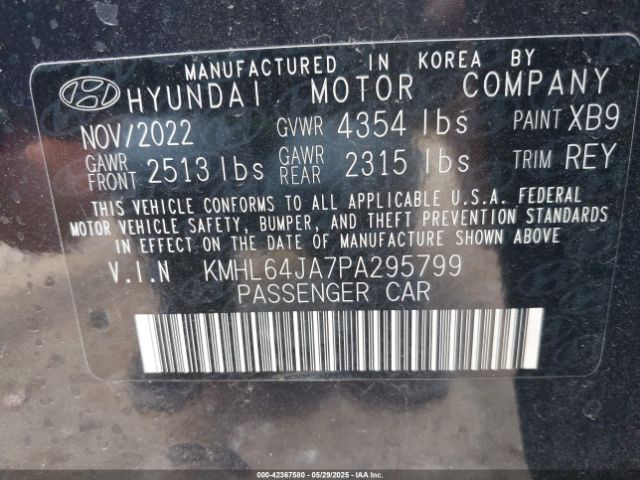 MANUFACTURED IN KOREA BY
HYUNDAI MOTOR COMPANY
NOV/2022 GVWR 4354 lbs PAINT XB9
GAWR FRONT 2513 lbs GAWR REAR 2315 lbs TRIM REY
THIS VEHICLE CONFORMS TO ALL APPLICABLE U.S.A. FEDERAL
MOTOR VEHICLE SAFETY, BUMPER, AND THEFT PREVENTION STANDARDS
IN EFFECT ON THE DATE OF MANUFACTURE SHOWN ABOVE
V.I.N KMHL64JA7PA295799
PASSENGER CAR
000-42367580 - 05/29/2025 - IAAI.COM